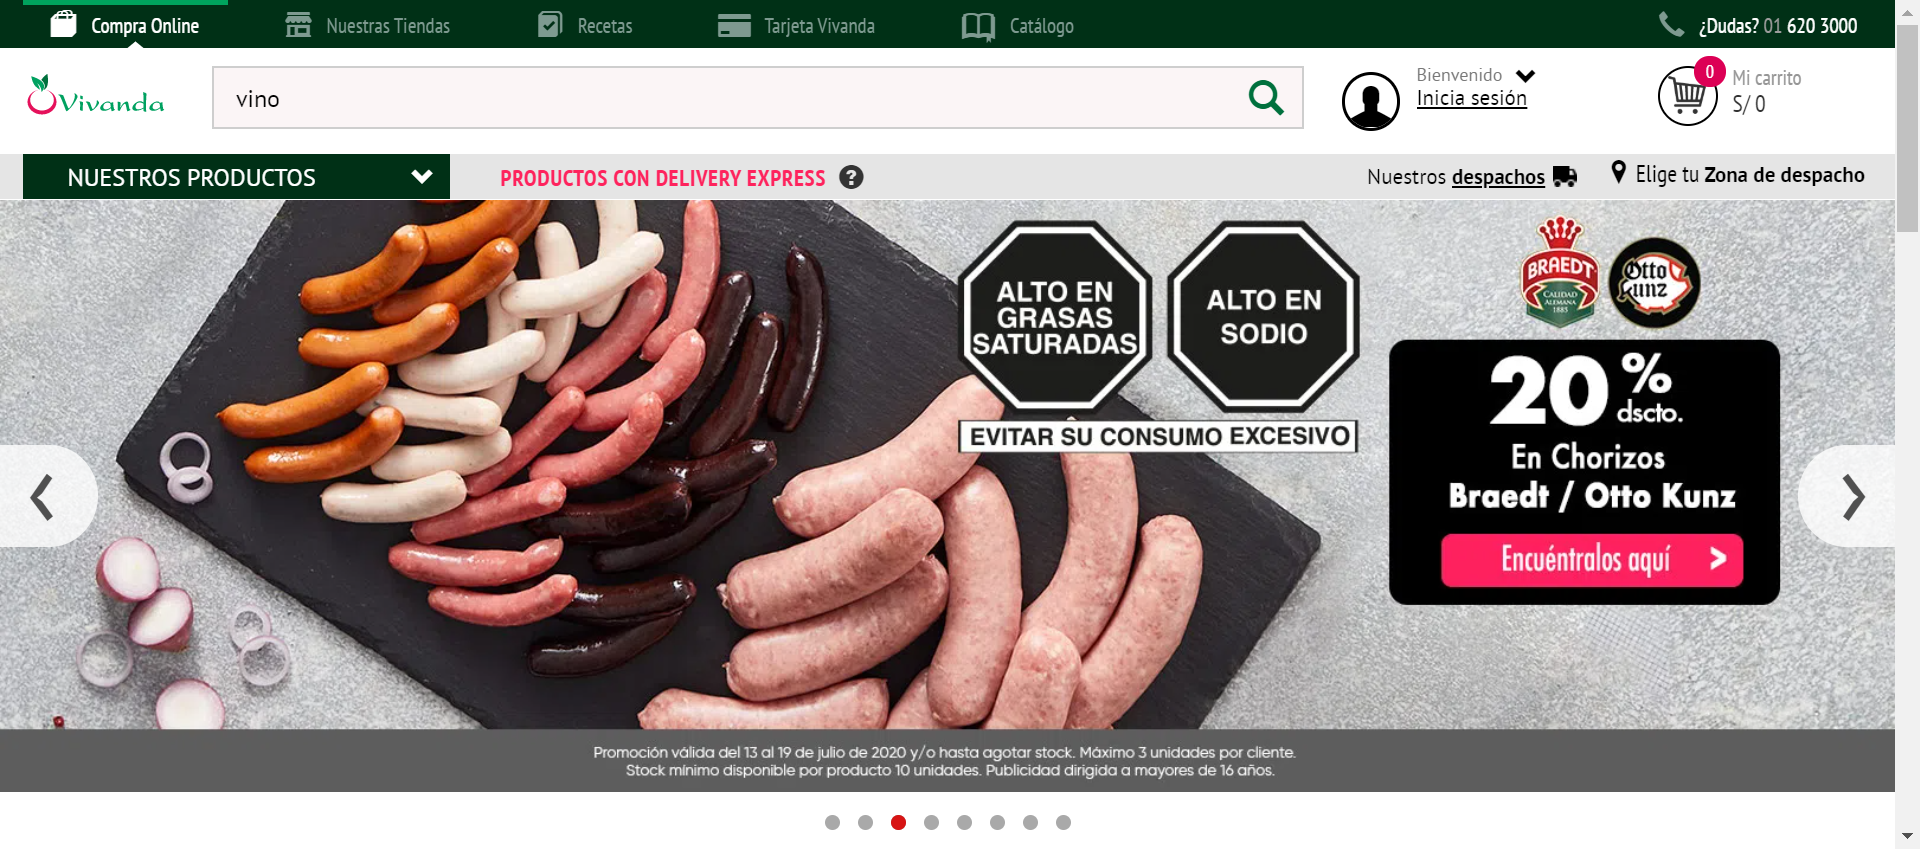 Compra Online
Nuestras Tiendas
Recetas
Tarjeta Vivanda
Catálogo
¿Dudas? 01 620 3000
Vivanda
vino
Bienvenido
Inicia sesión
0
Mi carrito
S/ 0
NUESTROS PRODUCTOS
PRODUCTOS CON DELIVERY EXPRESS ?
Nuestros despachos
Elige tu Zona de despacho
ALTO EN
GRASAS
SATURADAS
ALTO EN
SODIO
EVITAR SU CONSUMO EXCESIVO
BRAEDT
CALIDAD
ALEMANA
1885
Otto
Kunz
20% dscto.
En Chorizos
Braedt / Otto Kunz
Encuéntralos aquí >
Promoción válida del 13 al 19 de julio de 2020 y/o hasta agotar stock. Máximo 3 unidades por cliente.
Stock mínimo disponible por producto 10 unidades. Publicidad dirigida a mayores de 16 años.